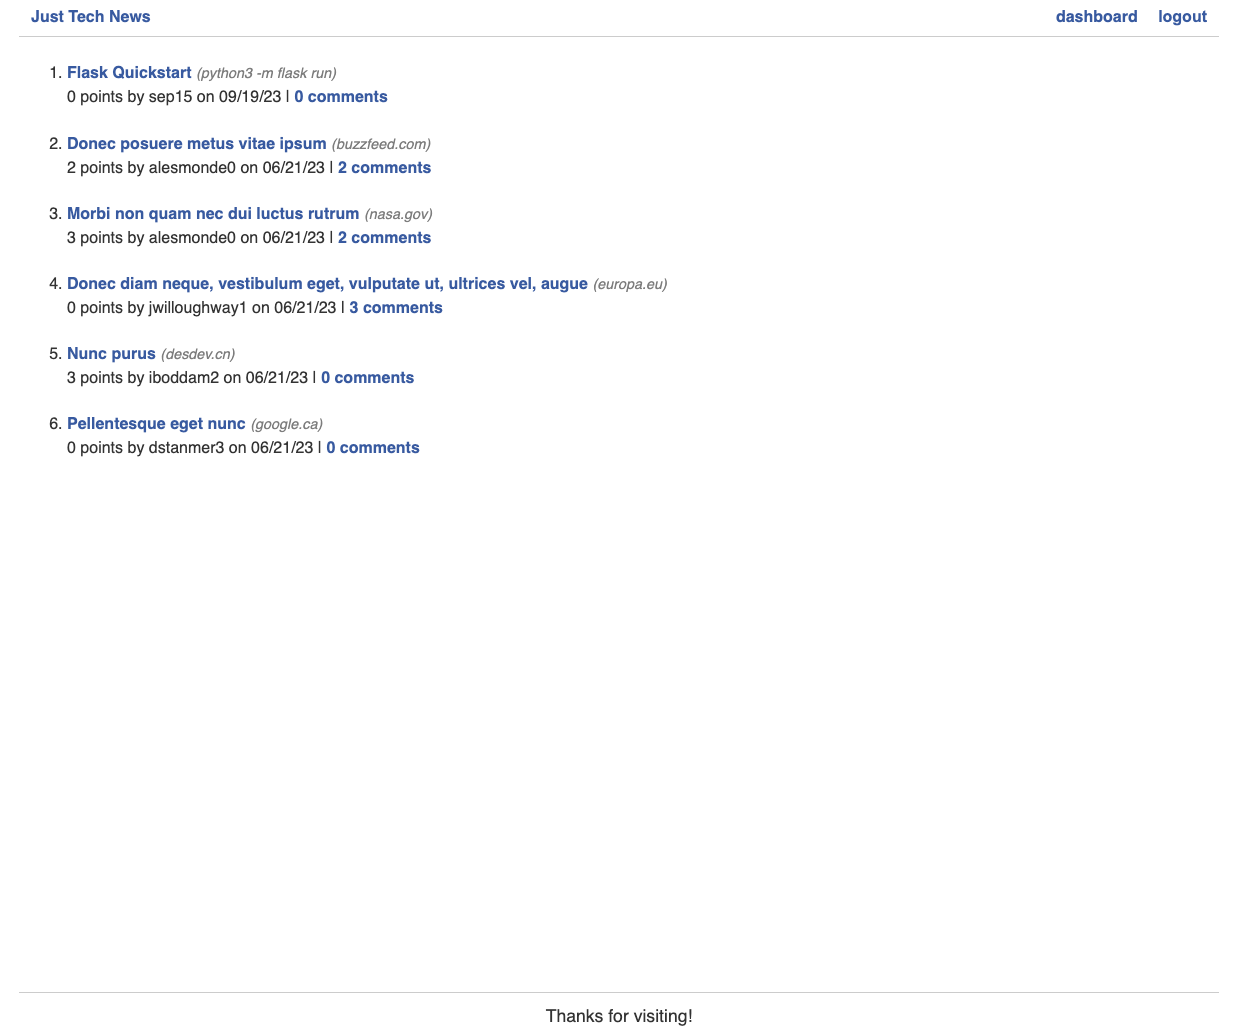 Just Tech News
dashboard logout
1. Flask Quickstart (python3 -m flask run)
0 points by sep15 on 09/19/23 | 0 comments
2. Donec posuere metus vitae ipsum (buzzfeed.com)
2 points by alesmonde0 on 06/21/23 | 2 comments
3. Morbi non quam nec dui luctus rutrum (nasa.gov)
3 points by alesmonde0 on 06/21/23 | 2 comments
4. Donec diam neque, vestibulum eget, vulputate ut, ultrices vel, augue (europa.eu)
0 points by jwilloughway1 on 06/21/23 | 3 comments
5. Nunc purus (desdev.cn)
3 points by iboddam2 on 06/21/23 | 0 comments
6. Pellentesque eget nunc (google.ca)
0 points by dstanmer3 on 06/21/23 | 0 comments
Thanks for visiting!